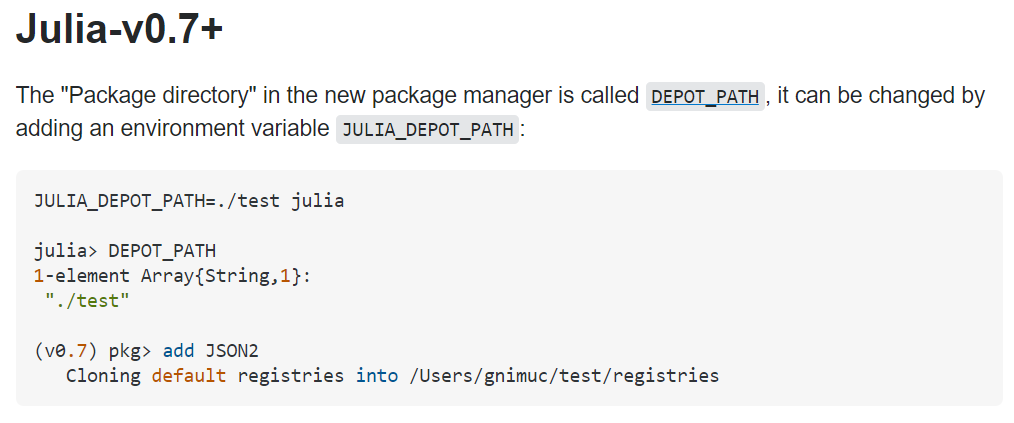 Julia-v0.7+
The "Package directory" in the new package manager is called DEPOT_PATH, it can be changed by
adding an environment variable JULIA_DEPOT_PATH:
JULIA_DEPOT_PATH=./test julia
julia> DEPOT_PATH
1-element Array{String,1}:
 "./test"
(v0.7) pkg> add JSON2
   Cloning default registries into /Users/gnimuc/test/registries